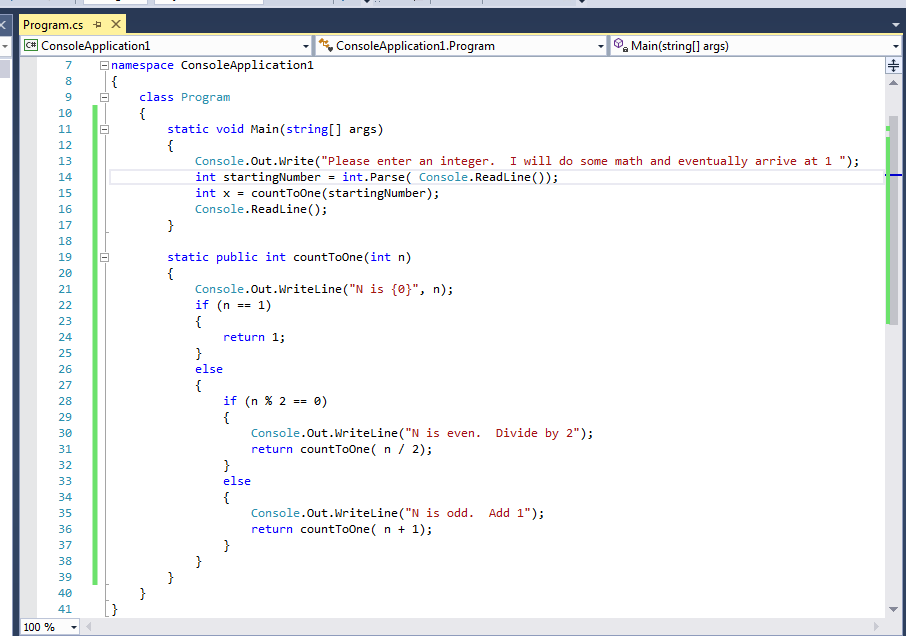 Program.cs
C# ConsoleApplication1 ConsoleApplication1.Program Main(string[] args)
7 namespace ConsoleApplication1
8 {
9     class Program
10     {
11         static void Main(string[] args)
12         {
13             Console.Out.Write("Please enter an integer.  I will do some math and eventually arrive at 1 ");
14             int startingNumber = int.Parse( Console.ReadLine());
15             int x = countToOne(startingNumber);
16             Console.ReadLine();
17         }
18
19         static public int countToOne(int n)
20         {
21             Console.Out.WriteLine("N is {0}", n);
22             if (n == 1)
23             {
24                 return 1;
25             }
26             else
27             {
28                 if (n % 2 == 0)
29                 {
30                     Console.Out.WriteLine("N is even.  Divide by 2");
31                     return countToOne( n / 2);
32                 }
33                 else
34                 {
35                     Console.Out.WriteLine("N is odd.  Add 1");
36                     return countToOne( n + 1);
37                 }
38             }
39         }
40     }
41 }
100 %